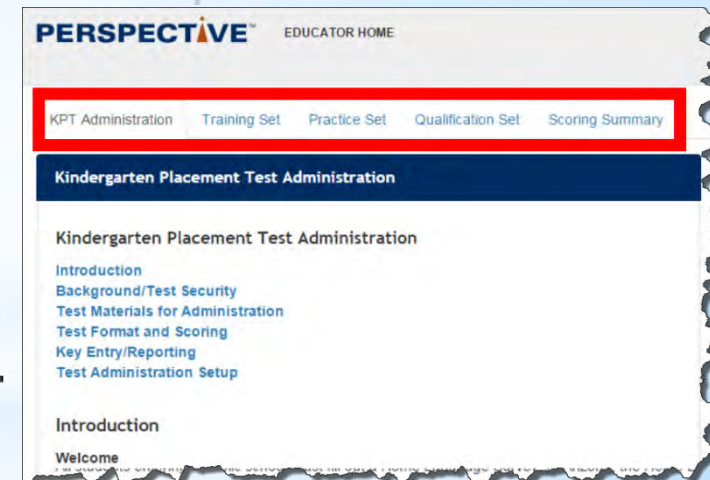 PERSPECTIVE™ EDUCATOR HOME
KPT Administration Training Set Practice Set Qualification Set Scoring Summary
Kindergarten Placement Test Administration
Kindergarten Placement Test Administration
Introduction
Background/Test Security
Test Materials for Administration
Test Format and Scoring
Key Entry/Reporting
Test Administration Setup
Introduction
Welcome